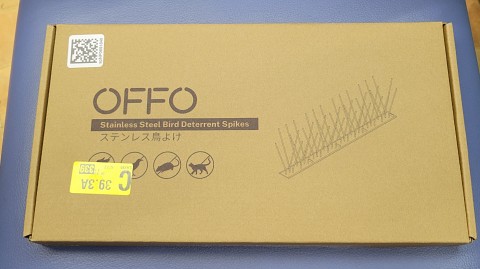 OFFO
Stainless Steel Bird Deterrent Spikes
ステンレス鳥よけ
C
39.3A